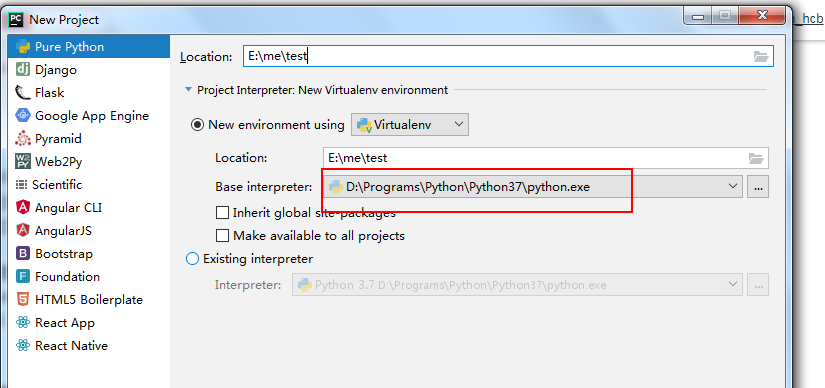 PC New Project
_hcb
Pure Python
Django
Flask
Google App Engine
Pyramid
Web2Py
Scientific
Angular CLI
AngularJS
Bootstrap
Foundation
HTML5 Boilerplate
React App
React Native
Location: E:\me\test
Project Interpreter: New Virtualenv environment
New environment using Virtualenv
Location: E:\me\test
Base interpreter: D:\Programs\Python\Python37\python.exe ...
Inherit global site-packages
Make available to all projects
Existing interpreter
Interpreter: Python 3.7 D:\Programs\Python\Python37\python.exe ...